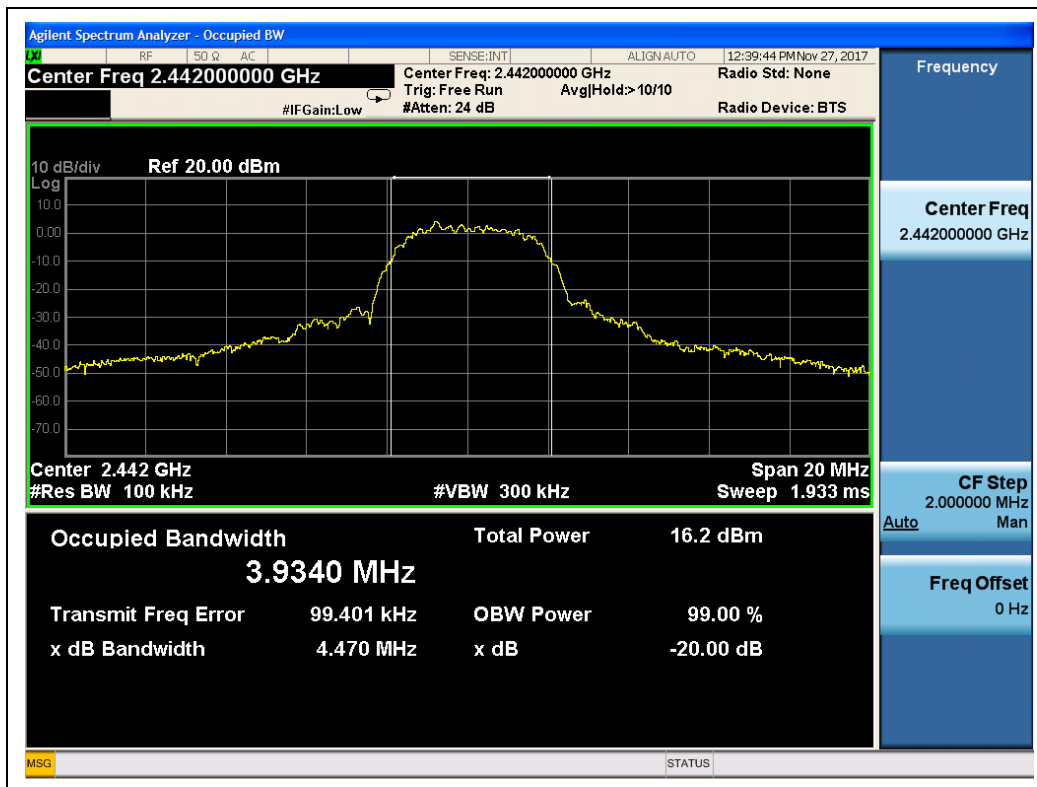 Agilent Spectrum Analyzer - Occupied BW
LXI RF 50 Ω AC SENSE:INT ALIGN AUTO 12:39:44 PM Nov 27, 2017
Center Freq 2.442000000 GHz
Center Freq: 2.442000000 GHz
Radio Std: None
Trig: Free Run Avg|Hold:> 10/10
#IFGain:Low
#Atten: 24 dB
Radio Device: BTS
10 dB/div Ref 20.00 dBm
Log
10.0
0.00
-10.0
-20.0
-30.0
-40.0
-50.0
-60.0
-70.0
Center 2.442 GHz Span 20 MHz
#Res BW 100 kHz #VBW 300 kHz Sweep 1.933 ms
Occupied Bandwidth Total Power 16.2 dBm
3.9340 MHz
Transmit Freq Error 99.401 kHz OBW Power 99.00 %
x dB Bandwidth 4.470 MHz x dB -20.00 dB
MSG STATUS
Frequency
Center Freq
2.442000000 GHz
CF Step
2.000000 MHz
Auto Man
Freq Offset
0 Hz